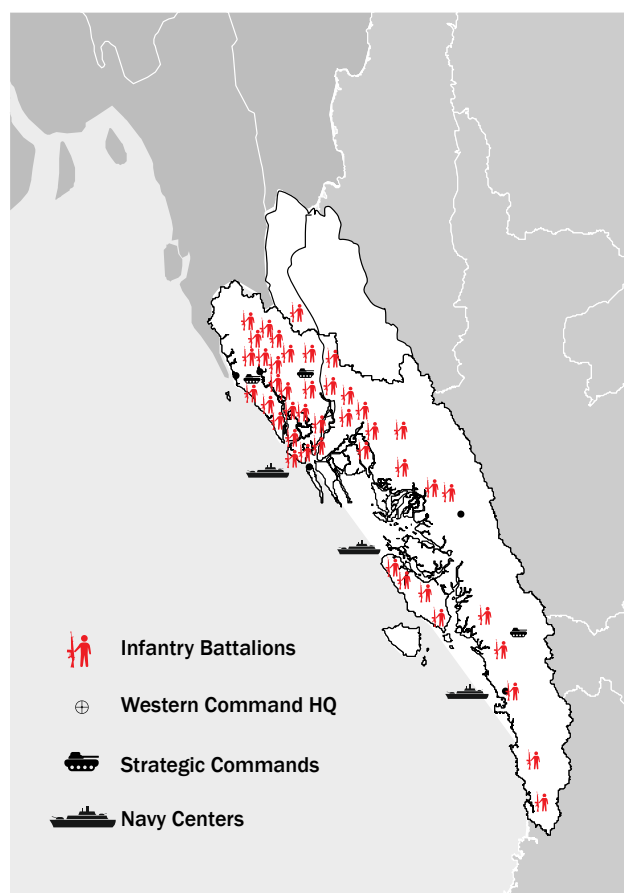 Infantry Battalions
Western Command HQ
Strategic Commands
Navy Centers